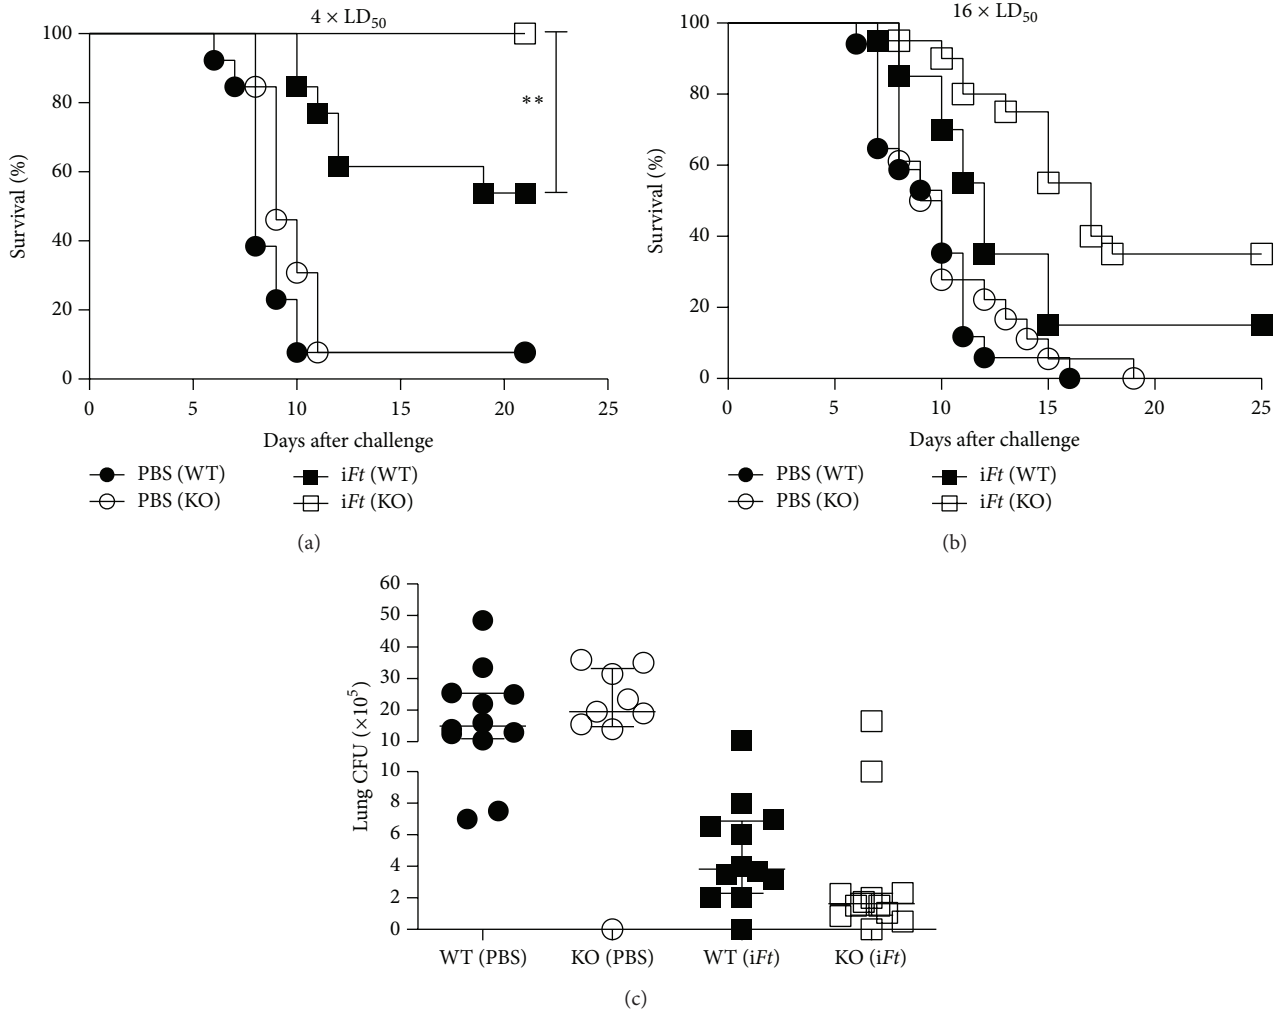 4 × LD50
100
80
60
40
20
0
Survival (%)
**
0 5 10 15 20 25
Days after challenge
PBS (WT)
iFt (WT)
PBS (KO)
iFt (KO)
(a)
16 × LD50
100
80
60
40
20
0
Survival (%)
0 5 10 15 20 25
Days after challenge
PBS (WT)
iFt (WT)
PBS (KO)
iFt (KO)
(b)
60
50
40
30
20
10
10
8
6
4
2
0
Lung CFU (×10⁵)
WT (PBS) KO (PBS) WT (iFt) KO (iFt)
(c)